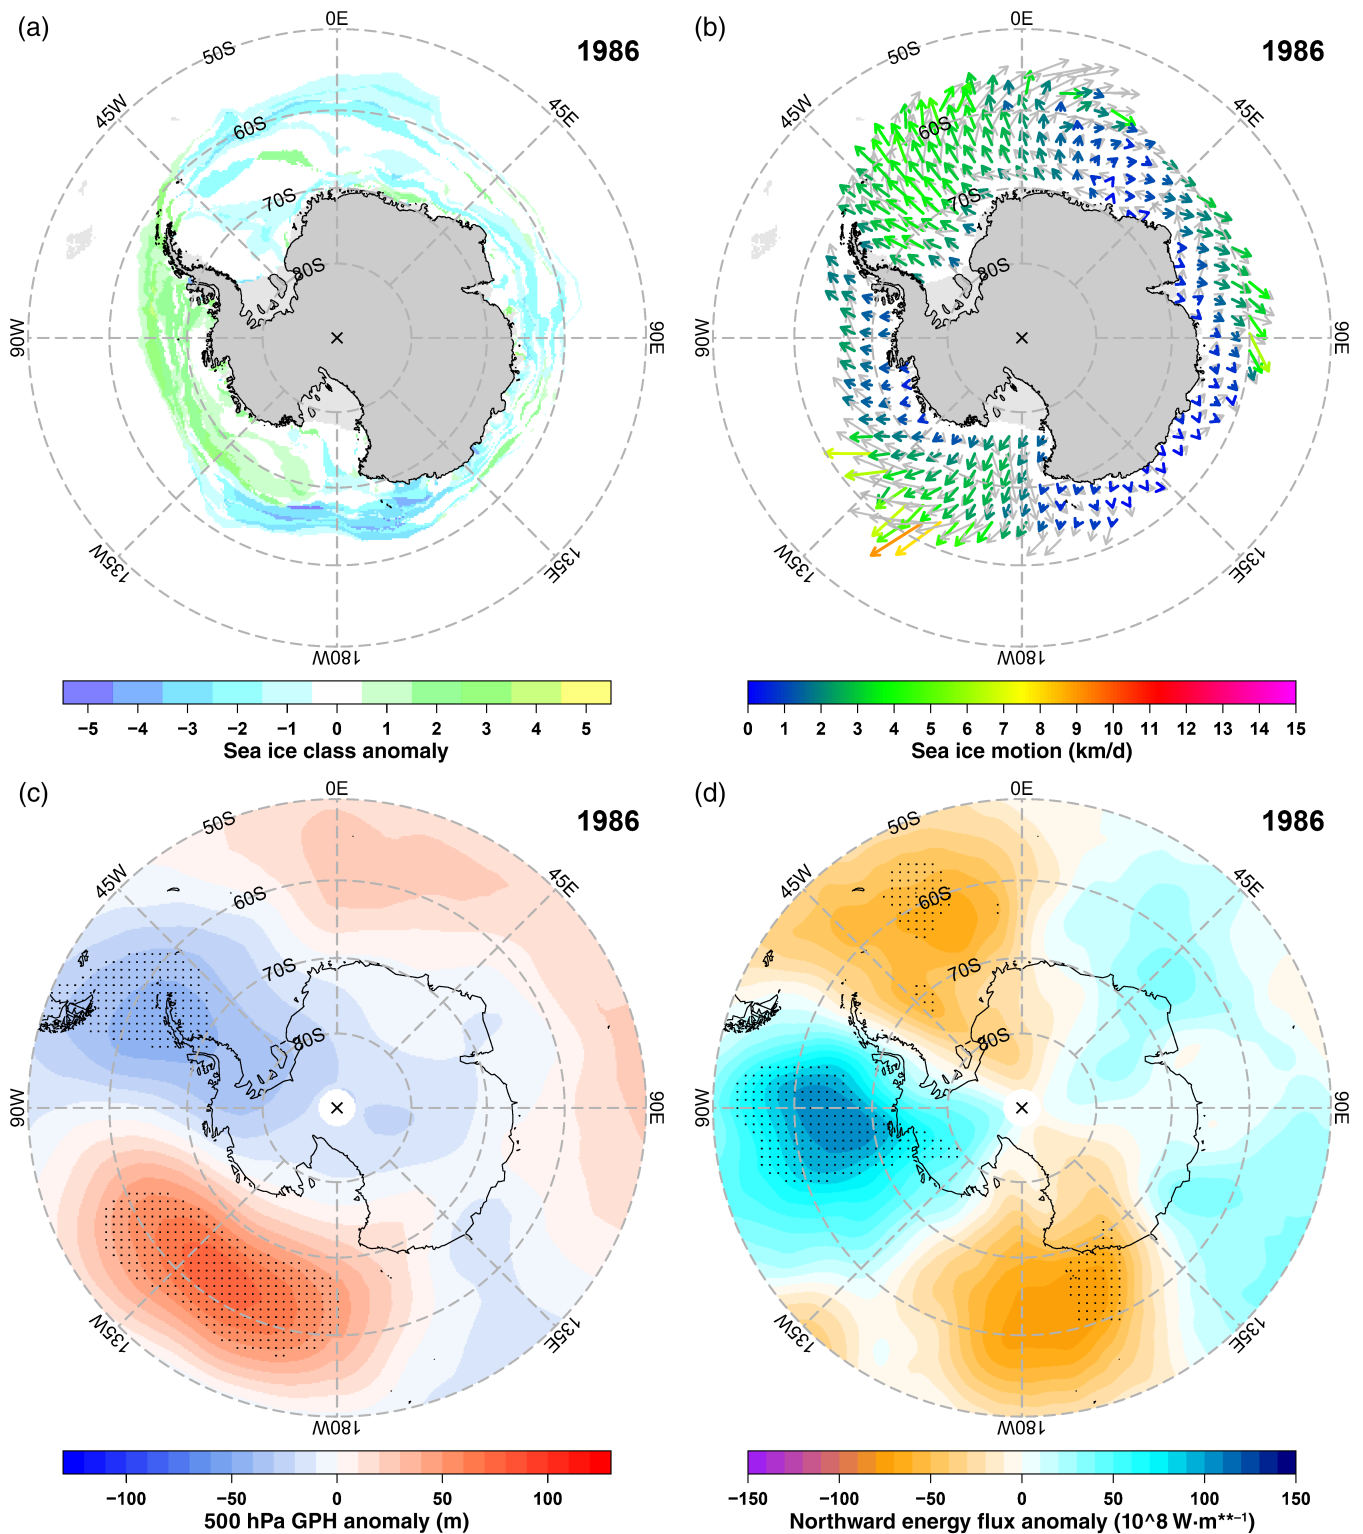 (a)
1986
0E
50S
45W
45E
60S
70S
80S
90W
90E
135W
135E
180W
−5 −4 −3 −2 −1 0 1 2 3 4 5
Sea ice class anomaly
(b)
1986
0E
50S
45W
45E
60S
70S
80S
90W
90E
135W
135E
180W
0 1 2 3 4 5 6 7 8 9 10 11 12 13 14 15
Sea ice motion (km/d)
(c)
1986
0E
50S
45W
45E
60S
70S
80S
90W
90E
135W
135E
180W
−100 −50 0 50 100
500 hPa GPH anomaly (m)
(d)
1986
0E
50S
45W
45E
60S
70S
80S
90W
90E
135W
135E
180W
−150 −100 −50 0 50 100 150
Northward energy flux anomaly (10^8 W·m**⁻¹)